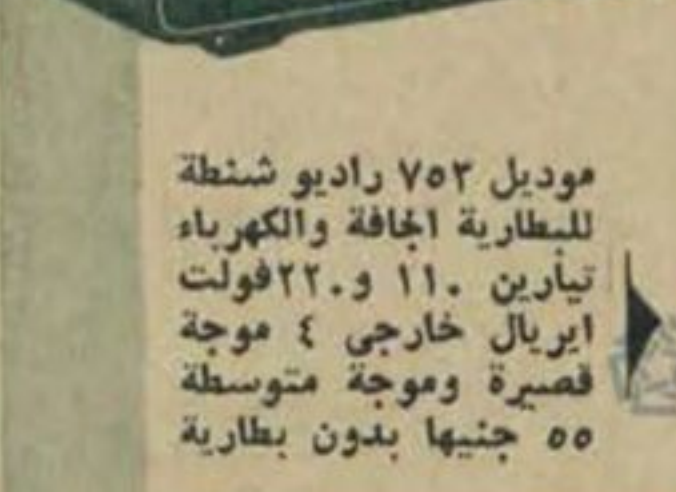 موديل ٧٥٣ راديو شنطة
للبطارية الجافة والكهرباء
تيارين ١١٠ و ٢٢٠ فولت
ايريال خارجى ٤ موجة
قصيرة وموجة متوسطة
٥٥ جنيها بدون بطارية